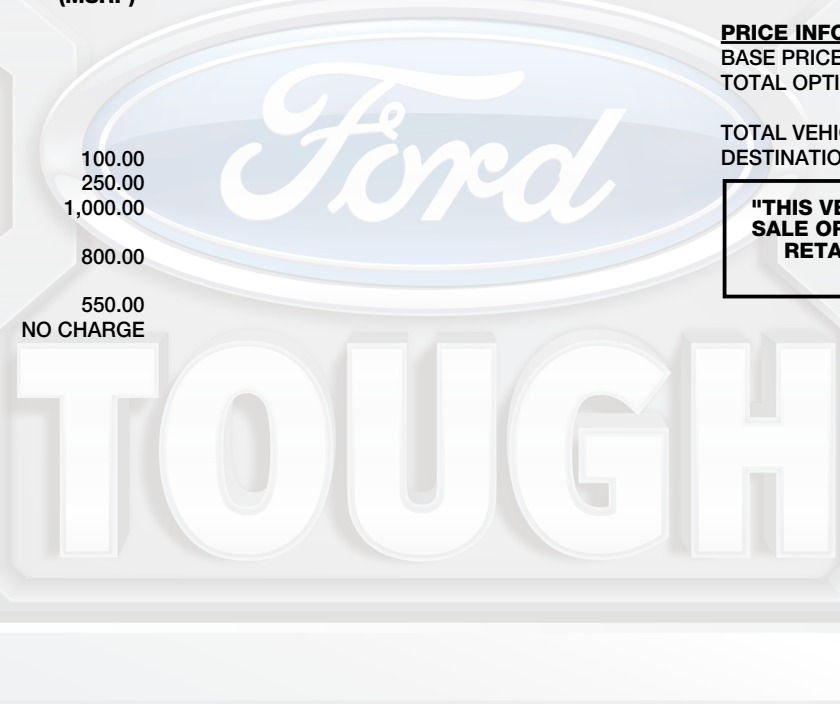 (MSRP)
100.00
250.00
1,000.00
800.00
550.00
NO CHARGE
PRICE INFO
BASE PRICE
TOTAL OPTI
TOTAL VEHI
DESTINATIO
"THIS VE
SALE OR
RETA
Ford
TOUGH